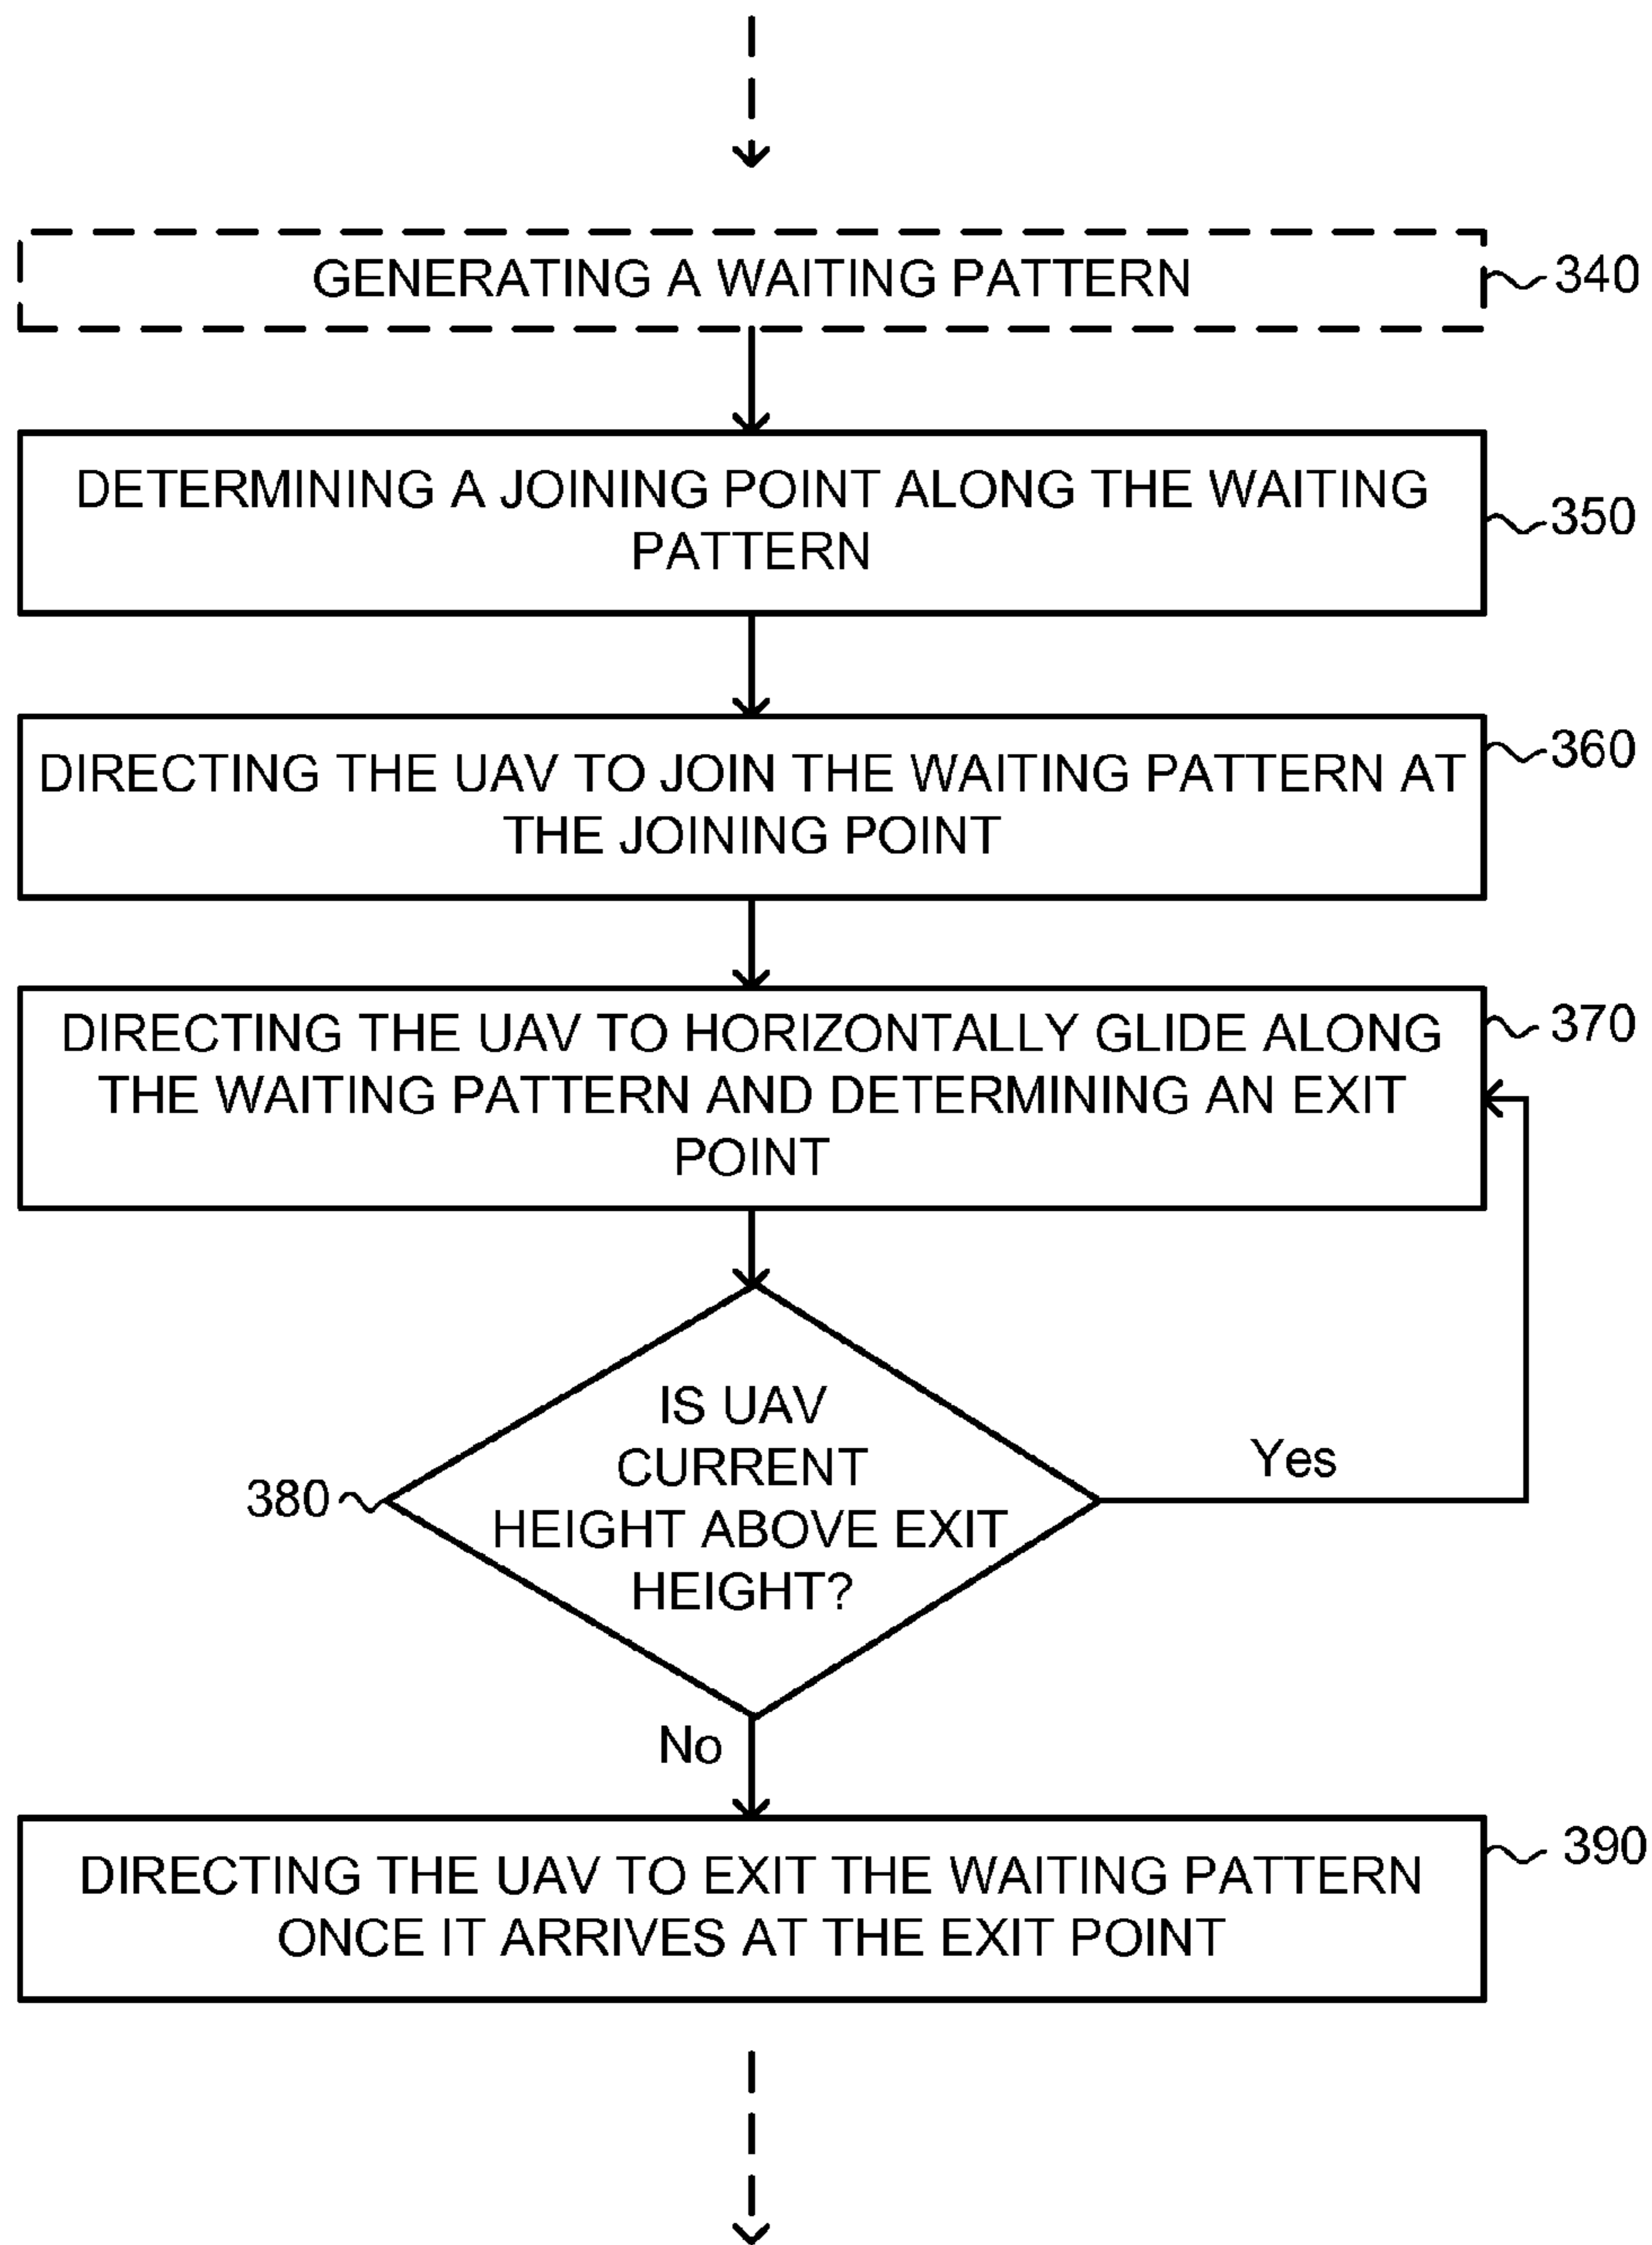 GENERATING A WAITING PATTERN
340
DETERMINING A JOINING POINT ALONG THE WAITING
PATTERN
350
DIRECTING THE UAV TO JOIN THE WAITING PATTERN AT
THE JOINING POINT
360
DIRECTING THE UAV TO HORIZONTALLY GLIDE ALONG
THE WAITING PATTERN AND DETERMINING AN EXIT
POINT
370
IS UAV
CURRENT
HEIGHT ABOVE EXIT
HEIGHT?
380
Yes
No
DIRECTING THE UAV TO EXIT THE WAITING PATTERN
ONCE IT ARRIVES AT THE EXIT POINT
390